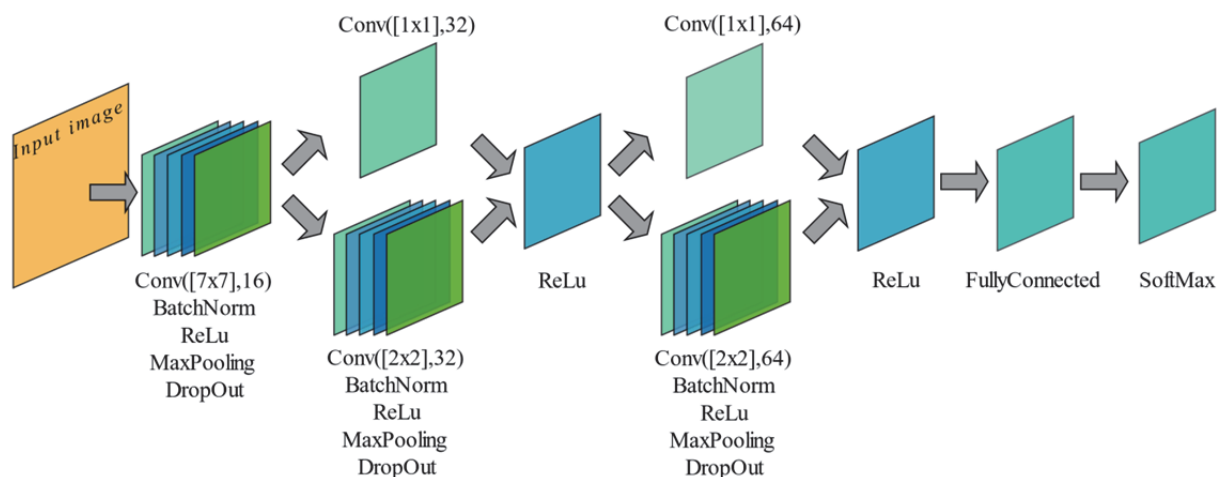 Conv([1x1],32)
Conv([1x1],64)
Input image
Conv([7x7],16)
BatchNorm
ReLu
MaxPooling
DropOut
Conv([2x2],32)
BatchNorm
ReLu
MaxPooling
DropOut
ReLu
Conv([2x2],64)
BatchNorm
ReLu
MaxPooling
DropOut
ReLu
FullyConnected
SoftMax